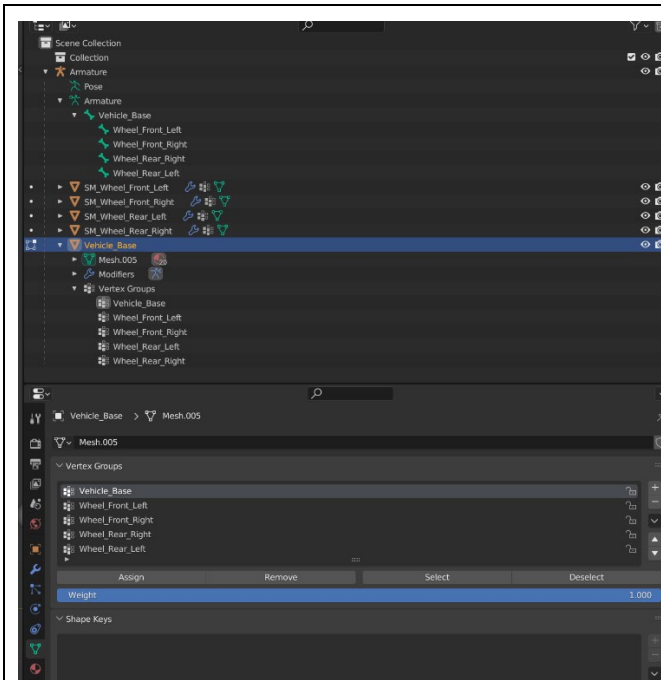 Scene Collection
Collection
Armature
Pose
Armature
Vehicle_Base
Wheel_Front_Left
Wheel_Front_Right
Wheel_Rear_Right
Wheel_Rear_Left
SM_Wheel_Front_Left
SM_Wheel_Front_Right
SM_Wheel_Rear_Left
SM_Wheel_Rear_Right
Vehicle_Base
Mesh.005
Modifiers
Vertex Groups
Vehicle_Base
Wheel_Front_Left
Wheel_Front_Right
Wheel_Rear_Left
Wheel_Rear_Right
Vehicle_Base > Mesh.005
Mesh.005
Vertex Groups
Vehicle_Base
Wheel_Front_Left
Wheel_Front_Right
Wheel_Rear_Right
Wheel_Rear_Left
Assign Remove Select Deselect
Weight 1.000
Shape Keys